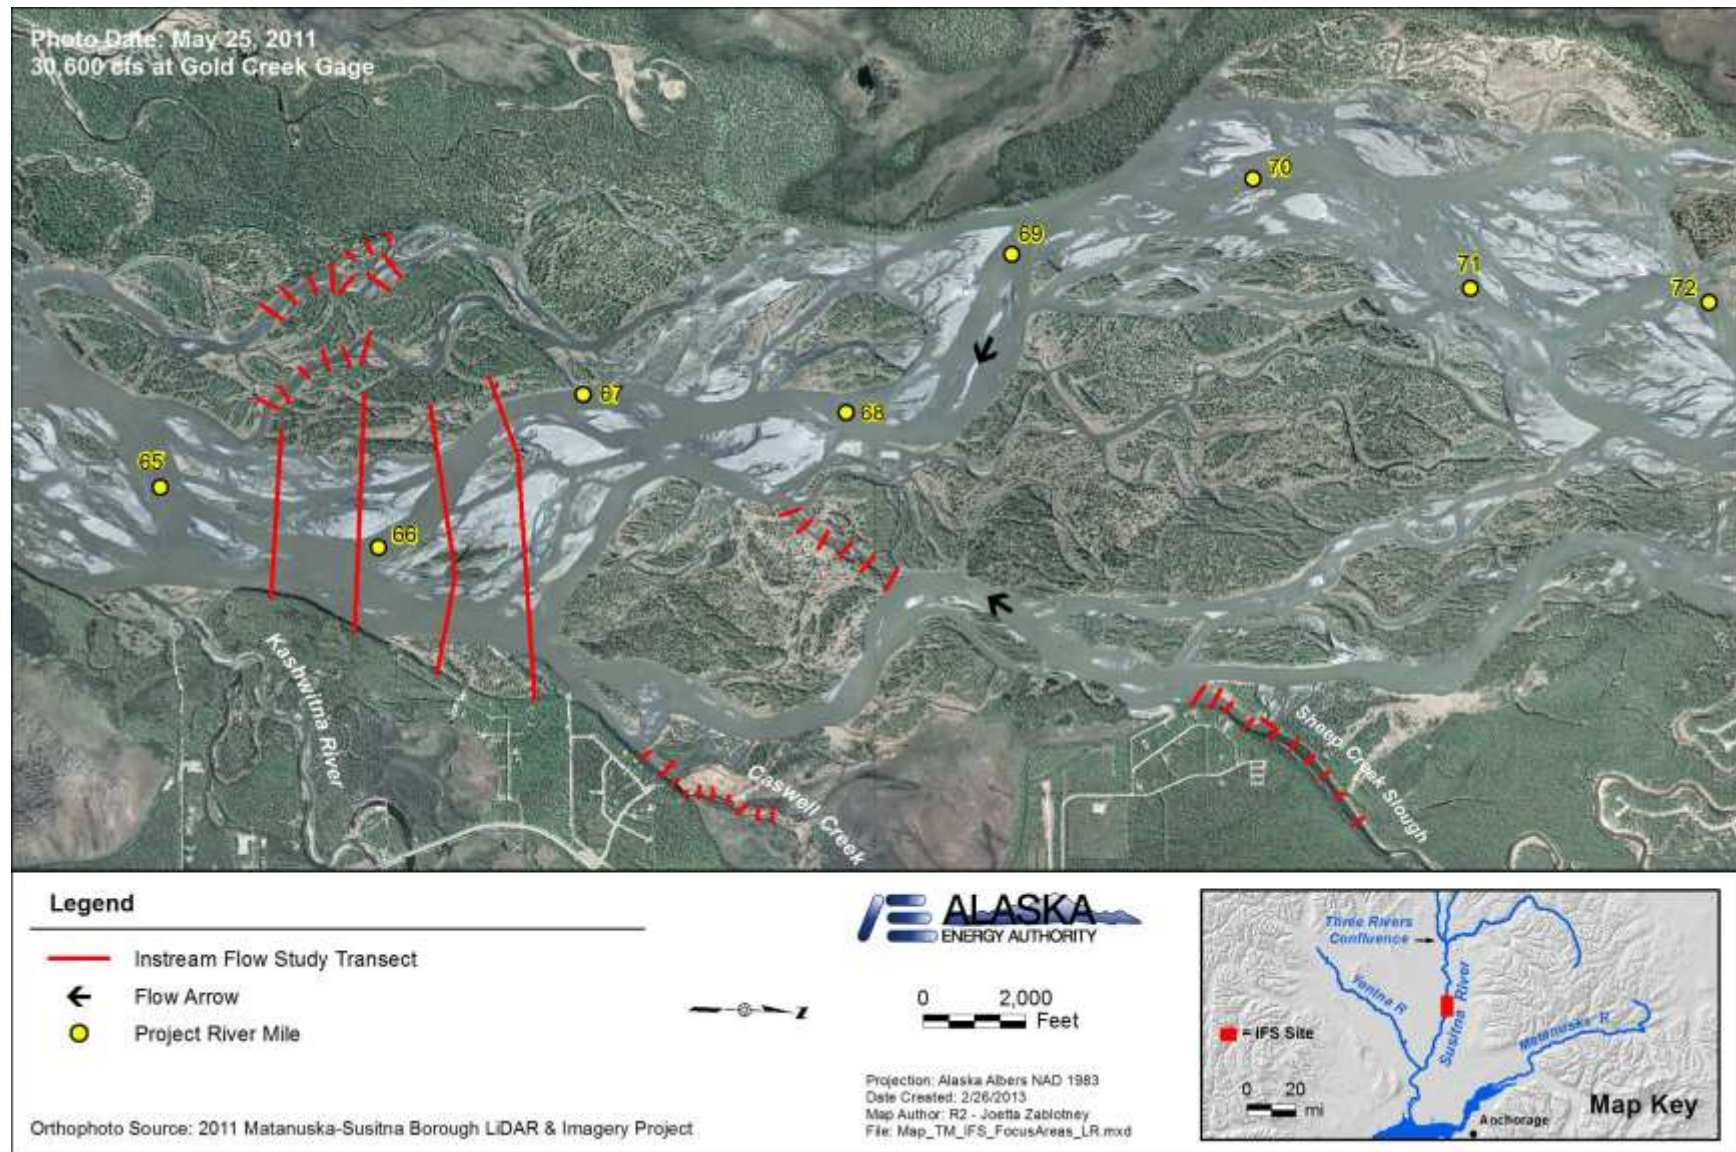 Photo Date: May 25, 2011
30,600 cfs at Gold Creek Gage
70
69
71
72
67
68
65
66
Kashwitna River
Caswell Creek
Sheep Creek Slough
Legend
Instream Flow Study Transect
Flow Arrow
Project River Mile
Orthophoto Source: 2011 Matanuska-Susitna Borough LiDAR & Imagery Project
N
ALASKA
ENERGY AUTHORITY
0 2,000
Feet
Projection: Alaska Albers NAD 1983
Date Created: 2/26/2013
Map Author: R2 - Joetta Zablotney
File: Map_TM_IFS_FocusAreas_LR.mxd
Three Rivers
Confluence
Yentna R
Susitna River
Matanuska R
= IFS Site
0 20
mi
Anchorage
Map Key